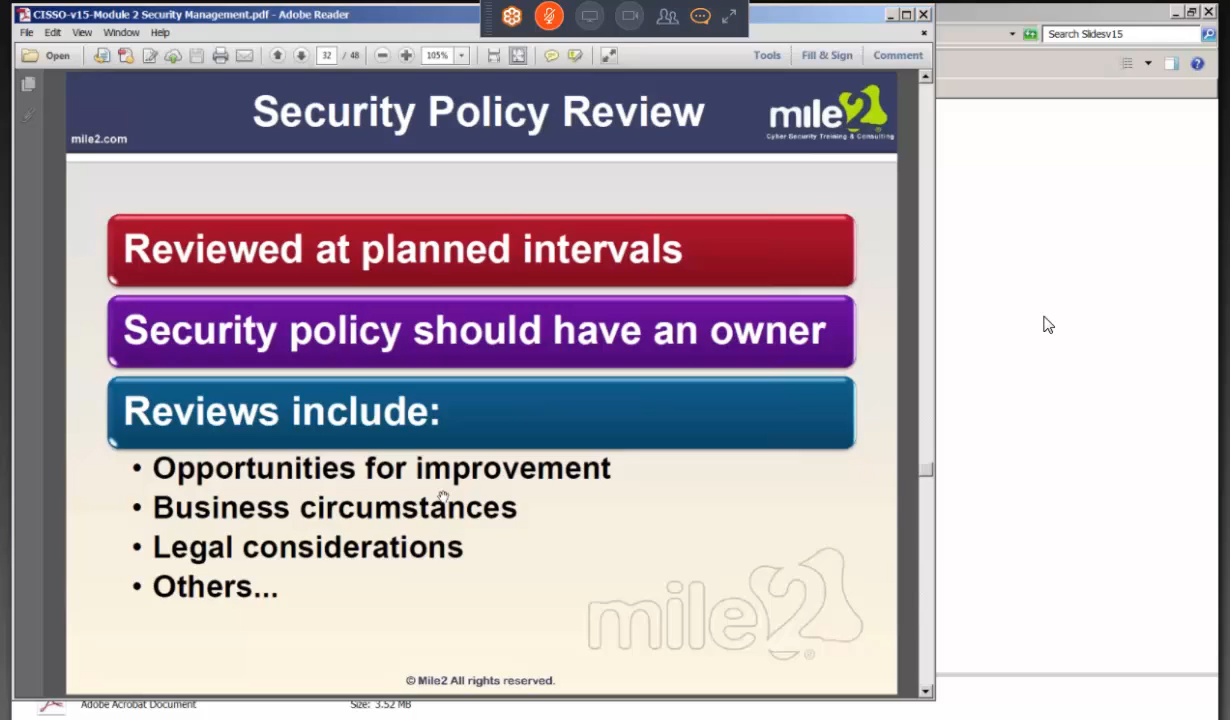 CISSO-v15-Module 2 Security Management.pdf - Adobe Reader
File Edit View Window Help
Search Slidesv15
Open 32 / 48 105% Tools Fill & Sign Comment
Security Policy Review
mile2.com
mile2
Cyber Security Training & Consulting
Reviewed at planned intervals
Security policy should have an owner
Reviews include:
• Opportunities for improvement
• Business circumstances
• Legal considerations
• Others...
mile2
© Mile2 All rights reserved.
Adobe Acrobat Document Size: 3.52 MB